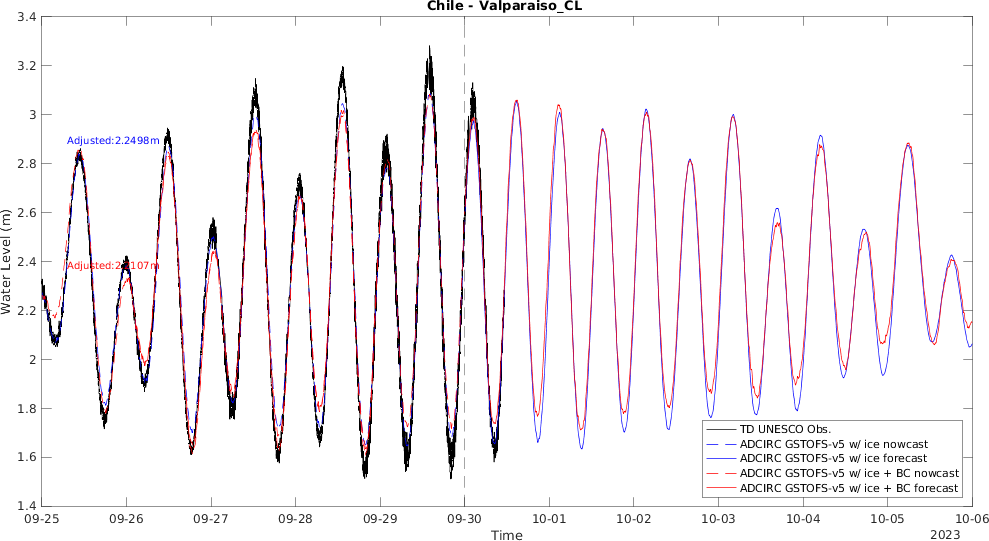 Chile - Valparaiso_CL
3.4
3.2
3
2.8
2.6
2.4
2.2
2
1.8
1.6
1.4
Water Level (m)
Adjusted:2.2498m
TD UNESCO Obs.
ADCIRC GSTOFS-v5 w/ ice nowcast
ADCIRC GSTOFS-v5 w/ ice forecast
ADCIRC GSTOFS-v5 w/ ice + BC nowcast
ADCIRC GSTOFS-v5 w/ ice + BC forecast
09-25 09-26 09-27 09-28 09-29 09-30 10-01 10-02 10-03 10-04 10-05 10-06
Time
2023